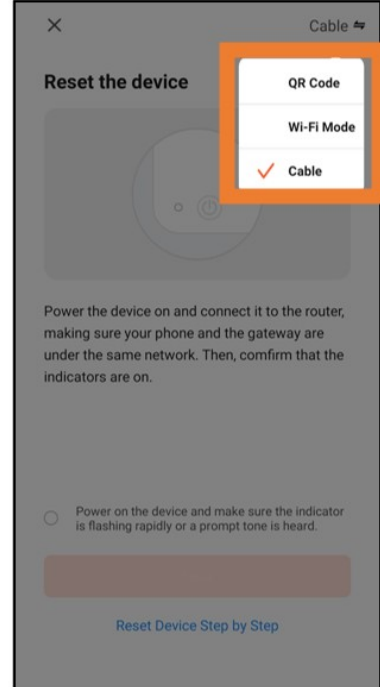 Cable
Reset the device
QR Code
Wi-Fi Mode
Cable
Power the device on and connect it to the router,
making sure your phone and the gateway are
under the same network. Then, comfirm that the
indicators are on.
Power on the device and make sure the indicator
is flashing rapidly or a prompt tone is heard.
Reset Device Step by Step